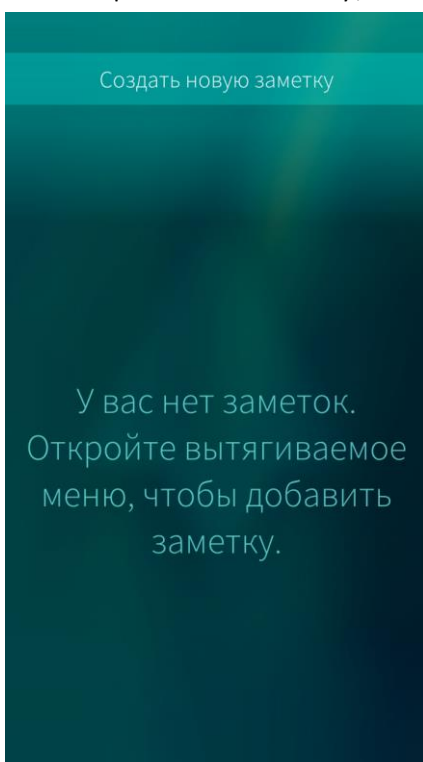 Создать новую заметку
У вас нет заметок.
Откройте вытягиваемое
меню, чтобы добавить
заметку.